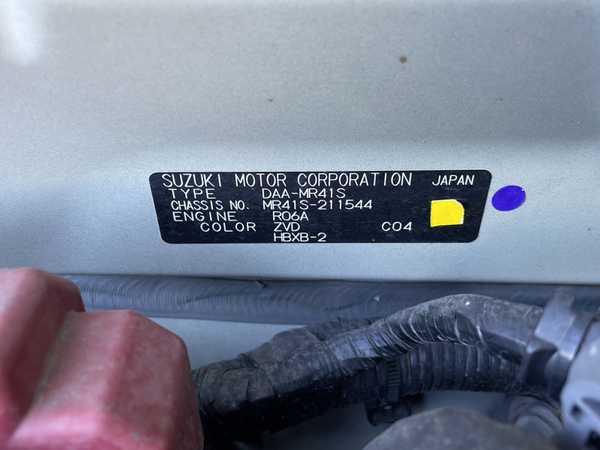 SUZUKI MOTOR CORPORATION JAPAN
TYPE DAA-MR41S
CHASSIS NO. MR41S-211544
ENGINE R06A
COLOR ZVD C04
HBXB-2